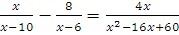 x/(x−10) − 8/(x−6) = 4x/(x²−16x+60)